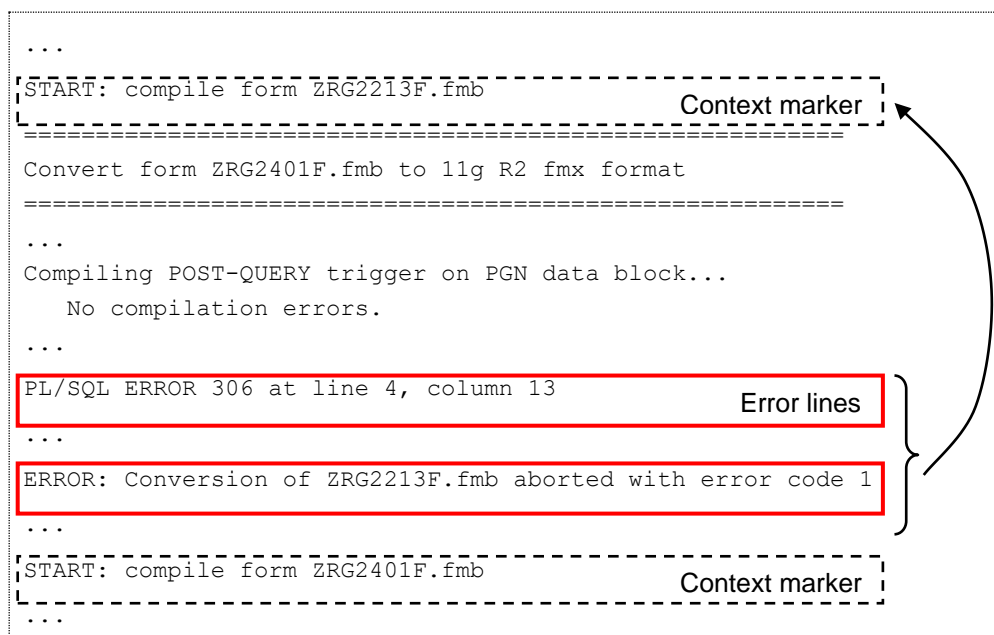 ...
START: compile form ZRG2213F.fmb
Context marker
=========================================================
Convert form ZRG2401F.fmb to 11g R2 fmx format
=========================================================
...
Compiling POST-QUERY trigger on PGN data block...
No compilation errors.
...
PL/SQL ERROR 306 at line 4, column 13
Error lines
...
ERROR: Conversion of ZRG2213F.fmb aborted with error code 1
...
START: compile form ZRG2401F.fmb
Context marker
...